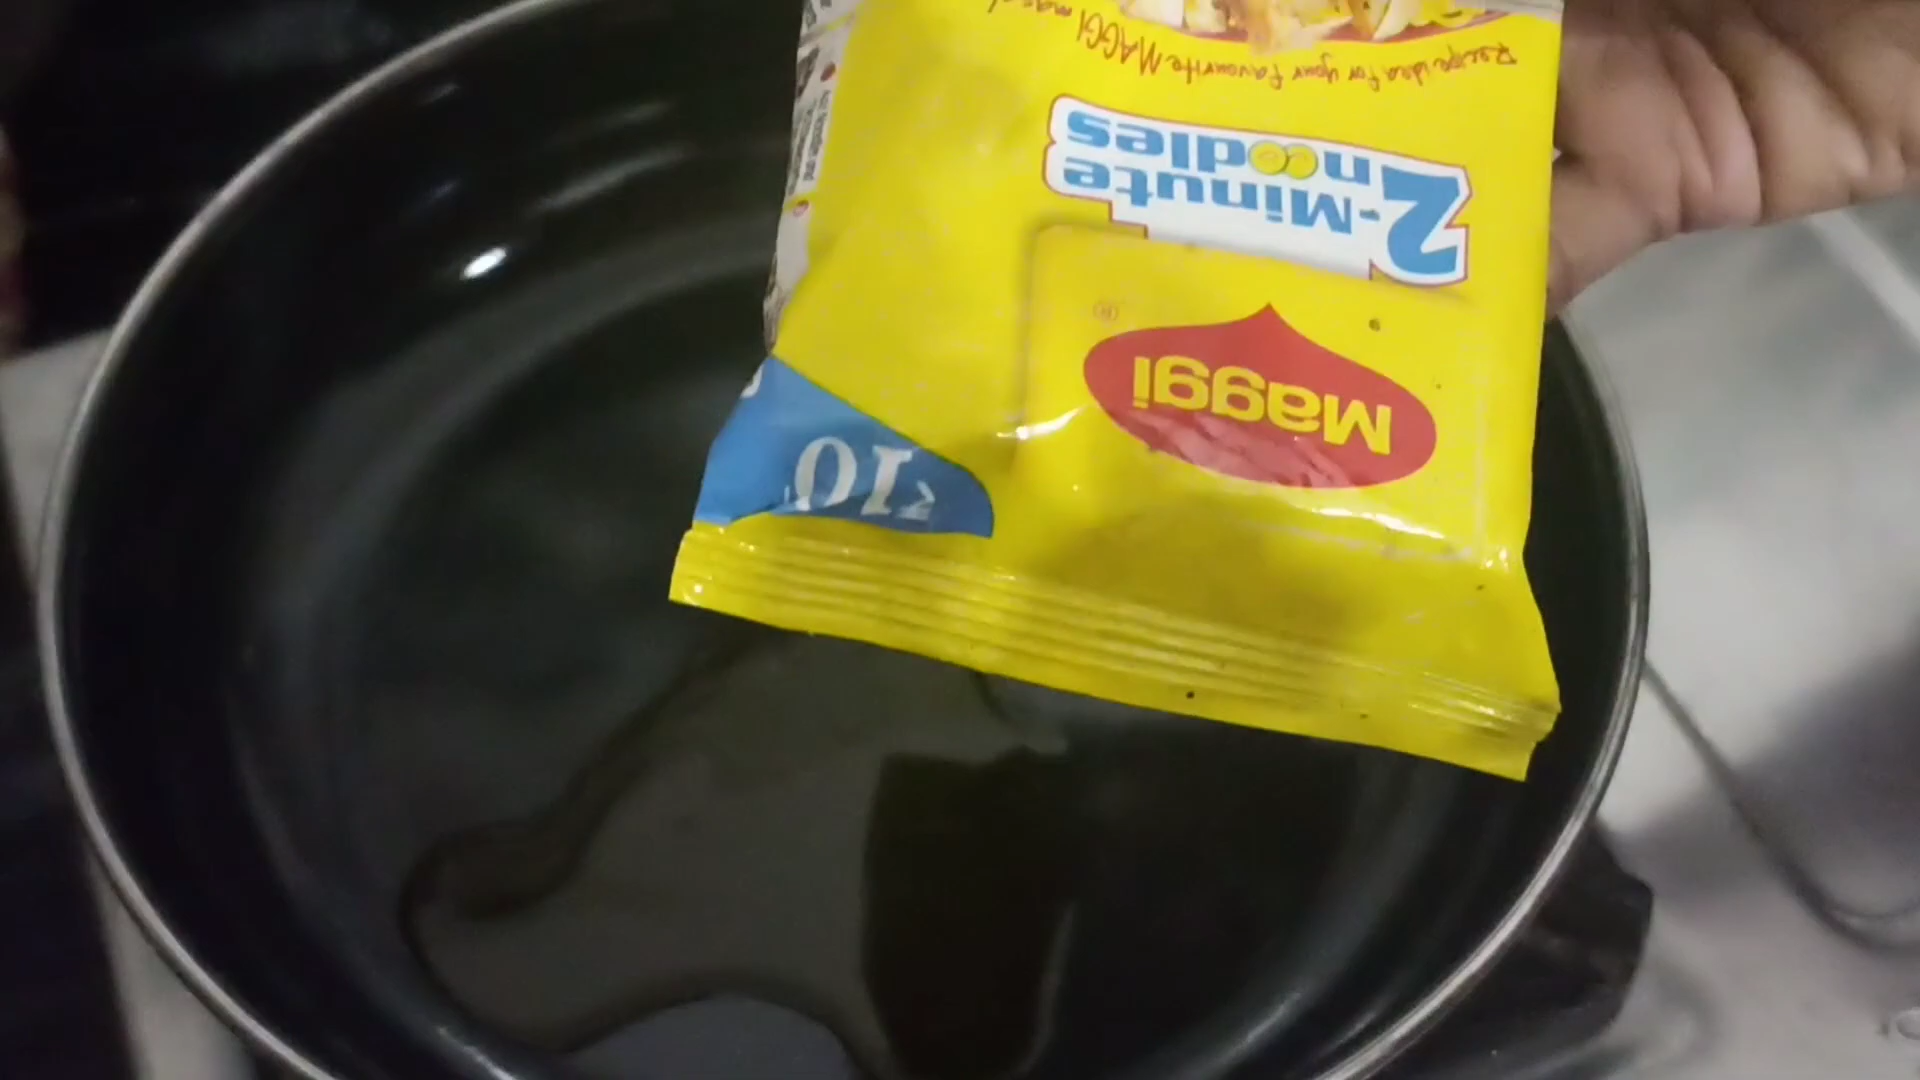 Maggi
2-Minute
noodles
Recipe idea for your favourite MAGGI
₹10